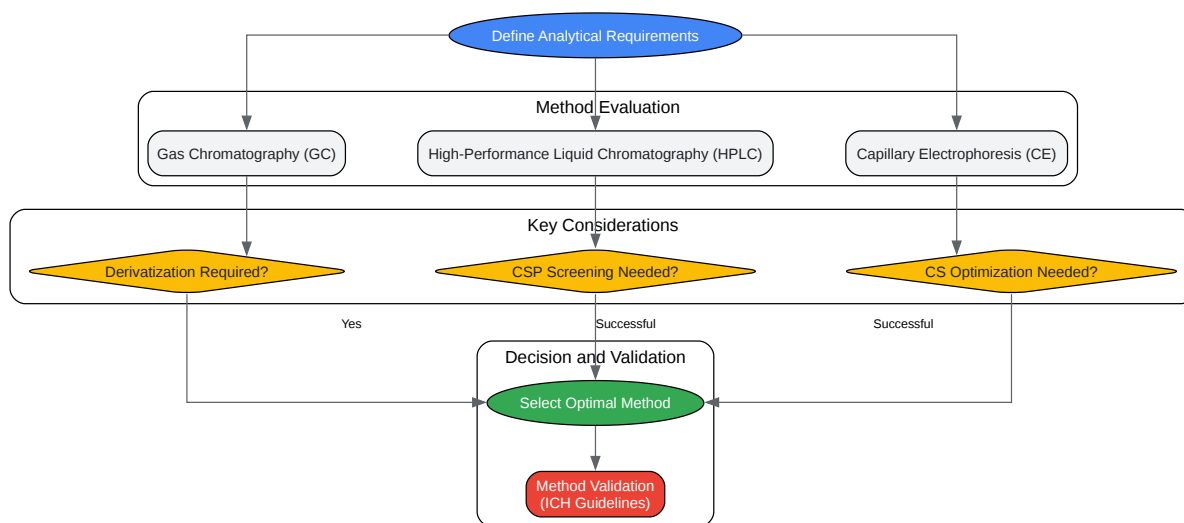 Define Analytical Requirements
Method Evaluation
Gas Chromatography (GC)
High-Performance Liquid Chromatography (HPLC)
Capillary Electrophoresis (CE)
Key Considerations
Derivatization Required?
CSP Screening Needed?
CS Optimization Needed?
Yes
Successful
Successful
Decision and Validation
Select Optimal Method
Method Validation
(ICH Guidelines)